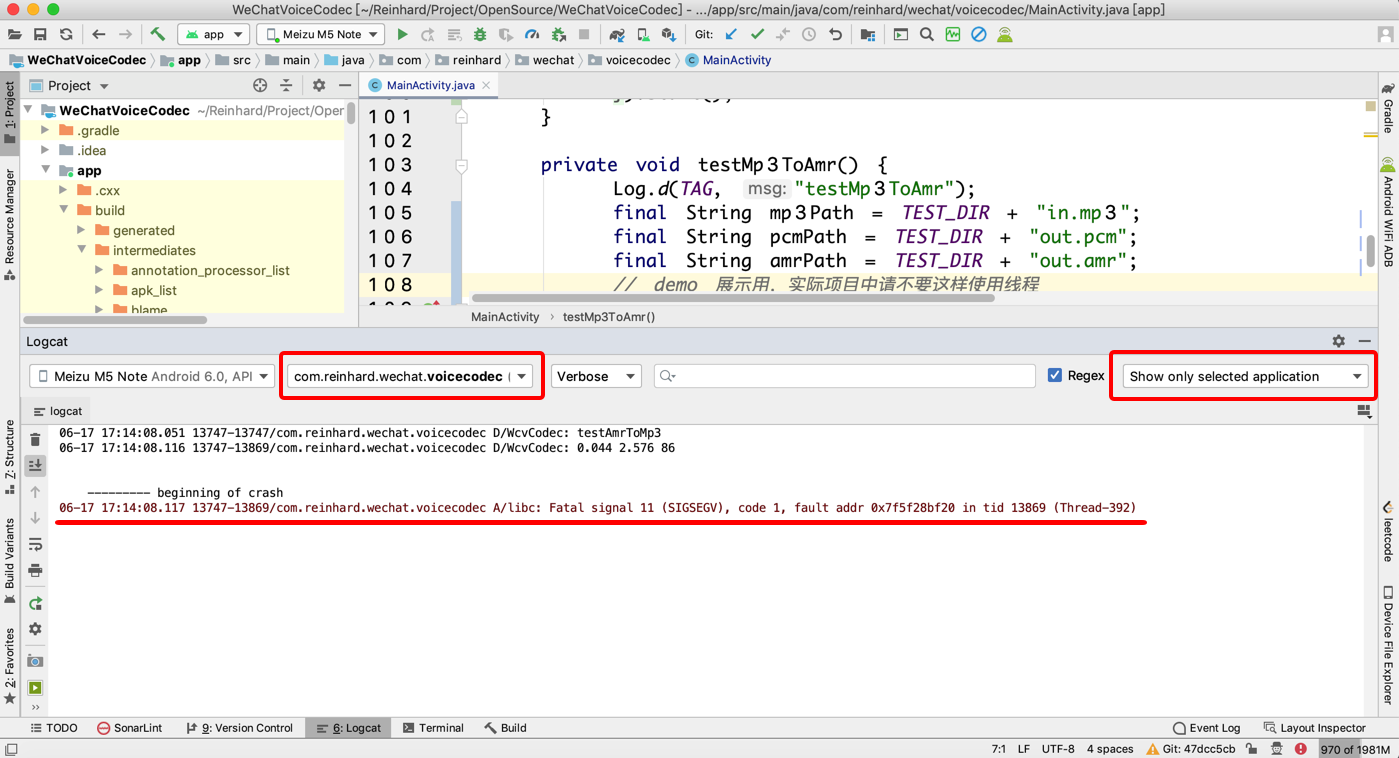 WeChatVoiceCodec [~/Reinhard/Project/OpenSource/WeChatVoiceCodec] - .../app/src/main/java/com/reinhard/wechat/voicecodec/MainActivity.java [app]
app Meizu M5 Note Git:
WeChatVoiceCodec app src main java com reinhard wechat voicecodec MainActivity
Project
MainActivity.java
WeChatVoiceCodec ~/Reinhard/Project/Oper
.gradle
.idea
app
.cxx
build
generated
intermediates
annotation_processor_list
apk_list
blame
101 }
102
103 private void testMp3ToAmr() {
104 Log.d(TAG, msg: "testMp3ToAmr");
105 final String mp3Path = TEST_DIR + "in.mp3";
106 final String pcmPath = TEST_DIR + "out.pcm";
107 final String amrPath = TEST_DIR + "out.amr";
108 // demo 展示用，实际项目中请不要这样使用线程
MainActivity testMp3ToAmr()
Logcat
Meizu M5 Note Android 6.0, API com.reinhard.wechat.voicecodec ( Verbose Regex Show only selected application
logcat
06-17 17:14:08.051 13747-13747/com.reinhard.wechat.voicecodec D/WcvCodec: testAmrToMp3
06-17 17:14:08.116 13747-13869/com.reinhard.wechat.voicecodec D/WcvCodec: 0.044 2.576 86
--------- beginning of crash
06-17 17:14:08.117 13747-13869/com.reinhard.wechat.voicecodec A/libc: Fatal signal 11 (SIGSEGV), code 1, fault addr 0x7f5f28bf20 in tid 13869 (Thread-392)
1: Project
Resource Manager
Z: Structure
Build Variants
2: Favorites
Gradle
Android WiFi ADB
leetcode
Device File Explorer
TODO SonarLint 9: Version Control 6: Logcat Terminal Build Event Log Layout Inspector
7:1 LF UTF-8 4 spaces Git: 47dcc5cb 970 of 1981M